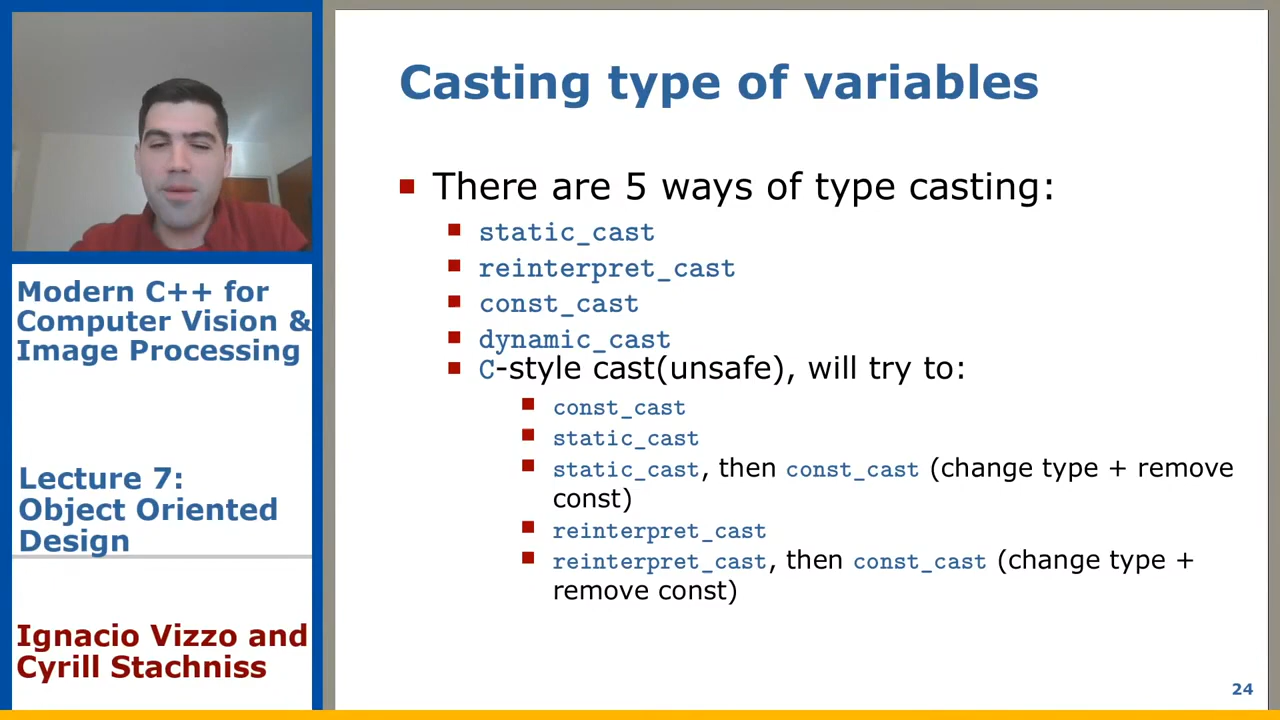 Casting type of variables
There are 5 ways of type casting:
static_cast
reinterpret_cast
const_cast
dynamic_cast
C-style cast(unsafe), will try to:
const_cast
static_cast
static_cast, then const_cast (change type + remove
const)
reinterpret_cast
reinterpret_cast, then const_cast (change type +
remove const)
24
Modern C++ for
Computer Vision &
Image Processing
Lecture 7:
Object Oriented
Design
Ignacio Vizzo and
Cyrill Stachniss